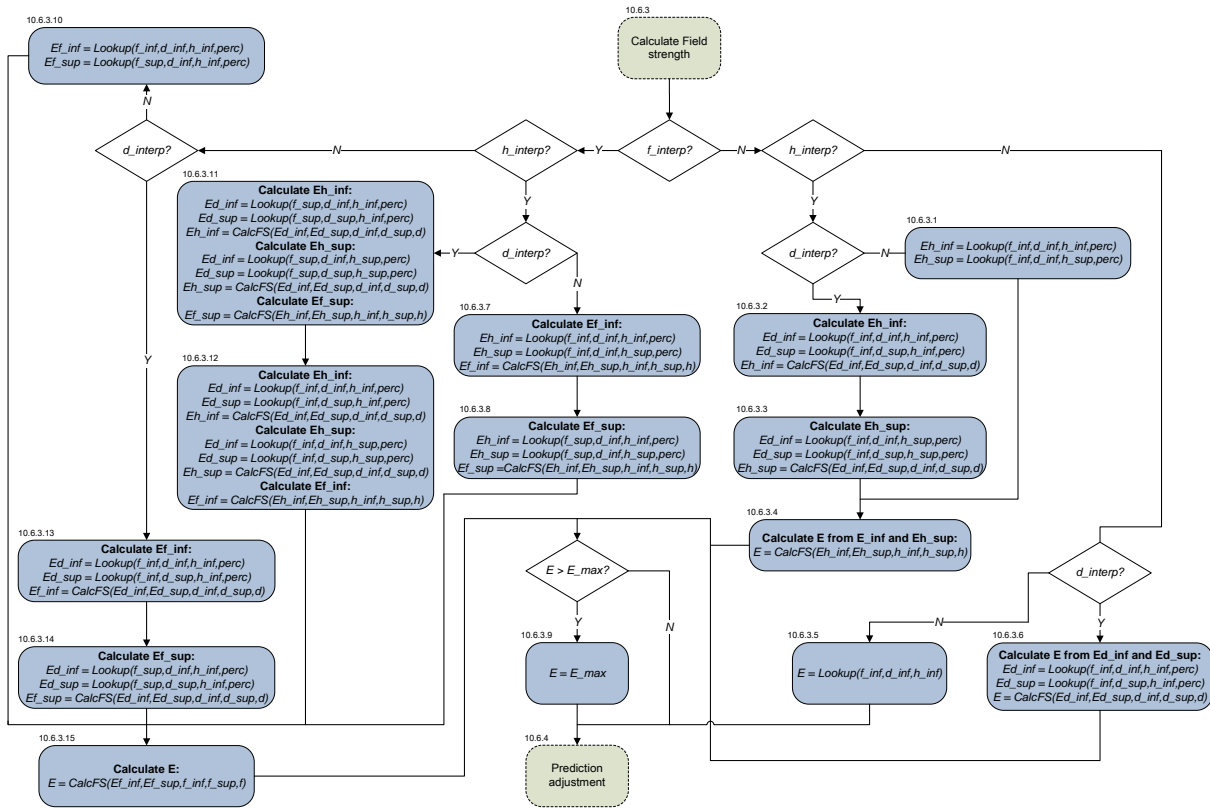 10.6.3.10
Ef_inf = Lookup(f_inf,d_inf,h_inf,perc)
Ef_sup = Lookup(f_sup,d_inf,h_inf,perc)
10.6.3
Calculate Field
strength
N
d_interp?
N
h_interp?
Y
f_interp?
N
h_interp?
N
10.6.3.11
Calculate Eh_inf:
Ed_inf = Lookup(f_sup,d_inf,h_inf,perc)
Ed_sup = Lookup(f_sup,d_sup,h_inf,perc)
Eh_inf = CalcFS(Ed_inf,Ed_sup,d_inf,d_sup,d)
Calculate Eh_sup:
Ed_inf = Lookup(f_sup,d_inf,h_sup,perc)
Ed_sup = Lookup(f_sup,d_sup,h_sup,perc)
Eh_sup = CalcFS(Ed_inf,Ed_sup,d_inf,d_sup,d)
Calculate Ef_sup:
Ef_sup = CalcFS(Eh_inf,Eh_sup,h_inf,h_sup,h)
Y
Y
Y
d_interp?
N
d_interp?
N
10.6.3.1
Eh_inf = Lookup(f_inf,d_inf,h_inf,perc)
Eh_sup = Lookup(f_inf,d_inf,h_sup,perc)
Y
10.6.3.7
Calculate Ef_inf:
Eh_inf = Lookup(f_inf,d_inf,h_inf,perc)
Eh_sup = Lookup(f_inf,d_inf,h_sup,perc)
Ef_inf = CalcFS(Eh_inf,Eh_sup,h_inf,h_sup,h)
10.6.3.2
Calculate Eh_inf:
Ed_inf = Lookup(f_inf,d_inf,h_inf,perc)
Ed_sup = Lookup(f_inf,d_sup,h_inf,perc)
Eh_inf = CalcFS(Ed_inf,Ed_sup,d_inf,d_sup,d)
Y
10.6.3.12
Calculate Eh_inf:
Ed_inf = Lookup(f_inf,d_inf,h_inf,perc)
Ed_sup = Lookup(f_inf,d_sup,h_inf,perc)
Eh_inf = CalcFS(Ed_inf,Ed_sup,d_inf,d_sup,d)
Calculate Eh_sup:
Ed_inf = Lookup(f_inf,d_inf,h_sup,perc)
Ed_sup = Lookup(f_inf,d_sup,h_sup,perc)
Eh_sup = CalcFS(Ed_inf,Ed_sup,d_inf,d_sup,d)
Calculate Ef_inf:
Ef_inf = CalcFS(Eh_inf,Eh_sup,h_inf,h_sup,h)
10.6.3.8
Calculate Ef_sup:
Eh_inf = Lookup(f_sup,d_inf,h_inf,perc)
Eh_sup = Lookup(f_sup,d_inf,h_sup,perc)
Ef_sup =CalcFS(Eh_inf,Eh_sup,h_inf,h_sup,h)
10.6.3.3
Calculate Eh_sup:
Ed_inf = Lookup(f_inf,d_inf,h_sup,perc)
Ed_sup = Lookup(f_inf,d_sup,h_sup,perc)
Eh_sup = CalcFS(Ed_inf,Ed_sup,d_inf,d_sup,d)
10.6.3.4
Calculate E from E_inf and Eh_sup:
E = CalcFS(Eh_inf,Eh_sup,h_inf,h_sup,h)
10.6.3.13
Calculate Ef_inf:
Ed_inf = Lookup(f_inf,d_inf,h_inf,perc)
Ed_sup = Lookup(f_inf,d_sup,h_inf,perc)
Ef_inf = CalcFS(Ed_inf,Ed_sup,d_inf,d_sup,d)
E > E_max?
d_interp?
Y
N
N
Y
10.6.3.14
Calculate Ef_sup:
Ed_inf = Lookup(f_sup,d_inf,h_inf,perc)
Ed_sup = Lookup(f_sup,d_sup,h_inf,perc)
Ef_sup = CalcFS(Ed_inf,Ed_sup,d_inf,d_sup,d)
10.6.3.9
E = E_max
10.6.3.5
E = Lookup(f_inf,d_inf,h_inf)
10.6.3.6
Calculate E from Ed_inf and Ed_sup:
Ed_inf = Lookup(f_inf,d_inf,h_inf,perc)
Ed_sup = Lookup(f_inf,d_sup,h_inf,perc)
E = CalcFS(Ed_inf,Ed_sup,d_inf,d_sup,d)
10.6.3.15
Calculate E:
E = CalcFS(Ef_inf,Ef_sup,f_inf,f_sup,f)
10.6.4
Prediction
adjustment